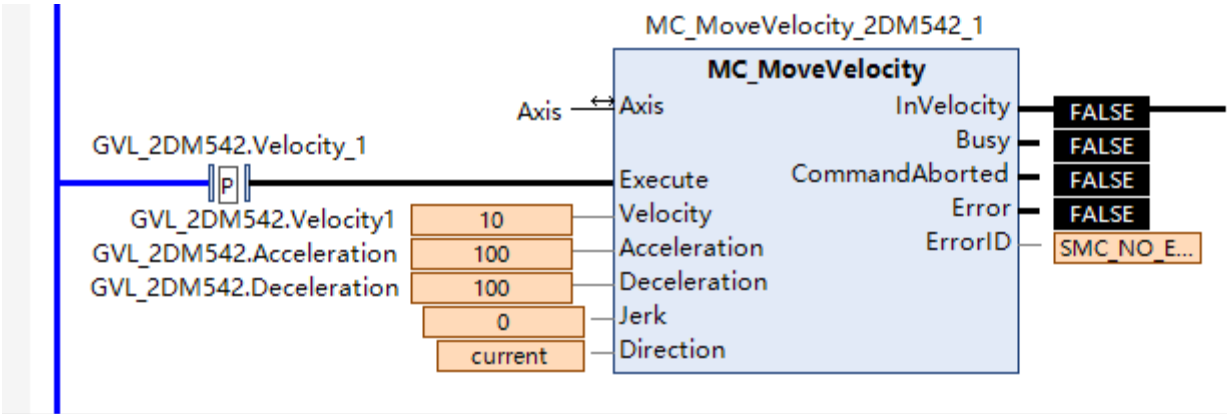 MC_MoveVelocity_2DM542_1
MC_MoveVelocity
Axis Axis InVelocity FALSE
GVL_2DM542.Velocity_1 Busy FALSE
P Execute CommandAborted FALSE
GVL_2DM542.Velocity1 10 Velocity Error FALSE
GVL_2DM542.Acceleration 100 Acceleration ErrorID SMC_NO_E...
GVL_2DM542.Deceleration 100 Deceleration
0 Jerk
current Direction